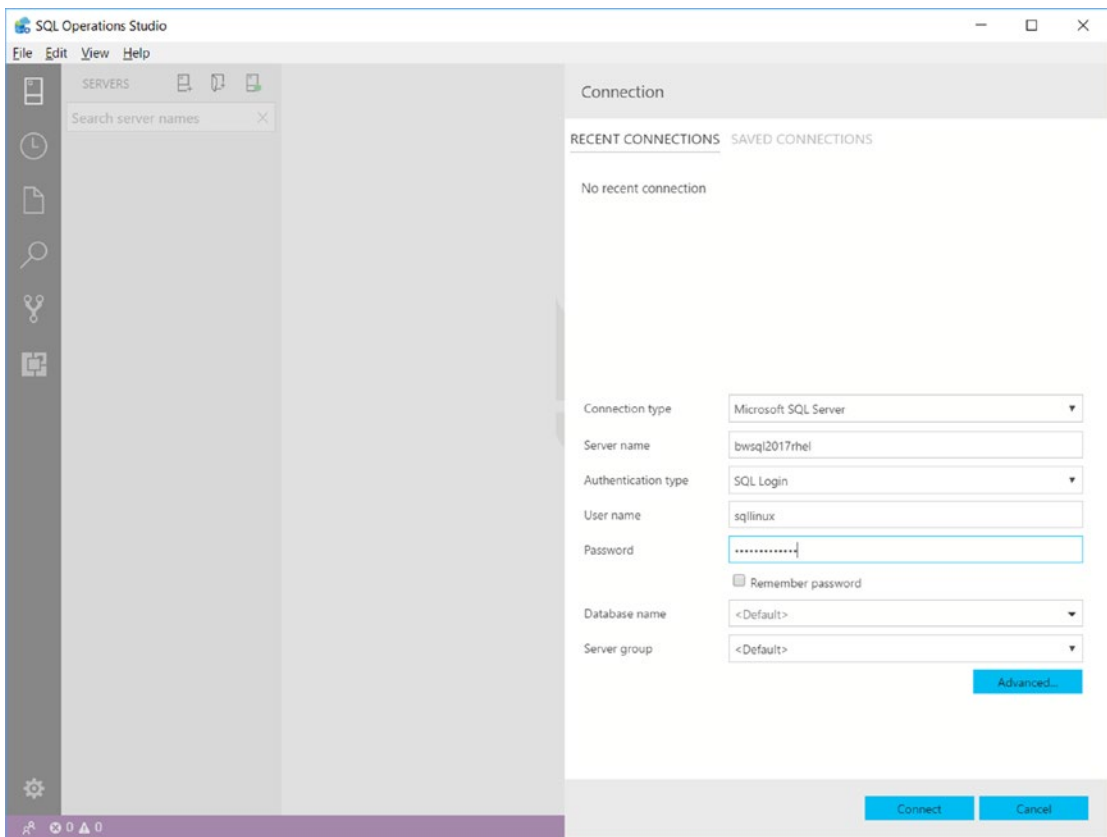 SQL Operations Studio
File Edit View Help
SERVERS
Search server names
Connection
RECENT CONNECTIONS SAVED CONNECTIONS
No recent connection
Connection type Microsoft SQL Server
Server name bwsql2017rhel
Authentication type SQL Login
User name sqllinux
Password •••••••••••••
Remember password
Database name <Default>
Server group <Default>
Advanced...
Connect Cancel
0 0